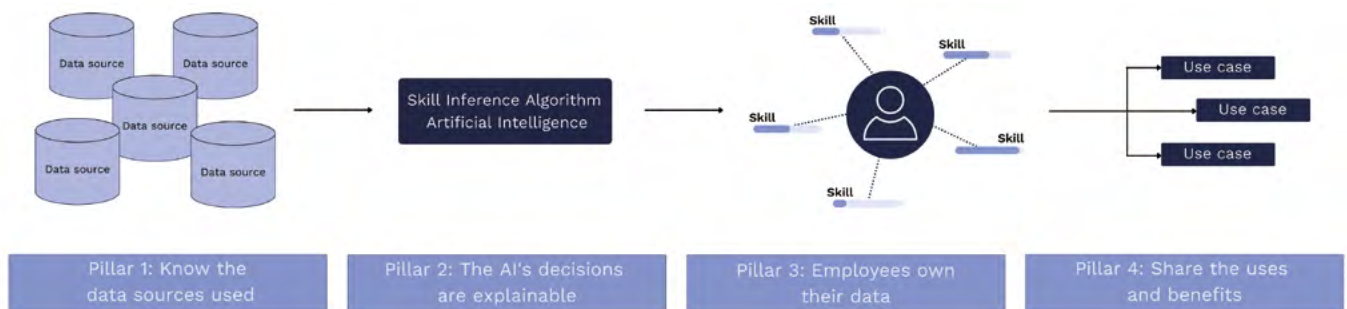 Data source
Data source
Data source
Data source
Data source
Skill Inference Algorithm
Artificial Intelligence
Skill
Skill
Skill
Skill
Skill
Use case
Use case
Use case
Pillar 1: Know the
data sources used
Pillar 2: The AI's decisions
are explainable
Pillar 3: Employees own
their data
Pillar 4: Share the uses
and benefits